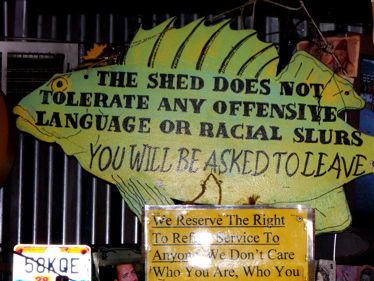 THE SHED DOES NOT
TOLERATE ANY OFFENSIVE
LANGUAGE OR RACIAL SLURS
YOU WILL BE ASKED TO LEAVE
We Reserve The Right
To Refuse Service To
Anyone We Don't Care
Who You Are, Who You
58KQE